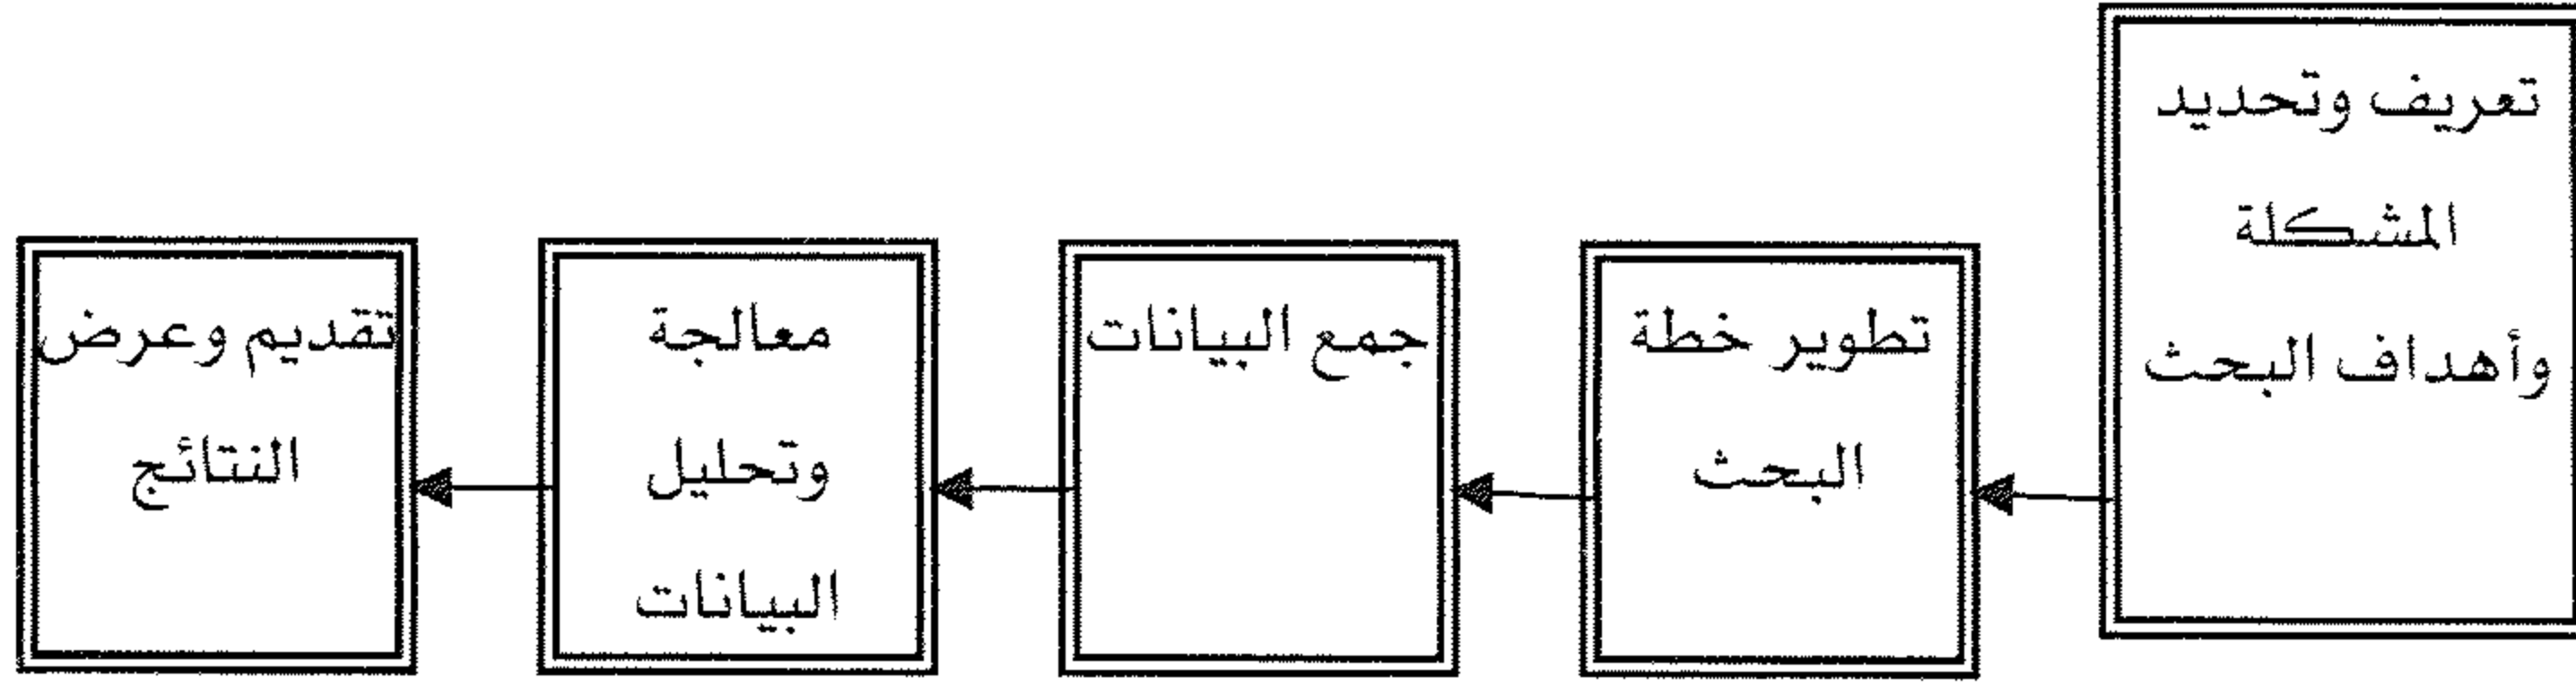 تعريف وتحديد
المشكلة
وأهداف البحث
تطوير خطة
البحث
جمع البيانات
معالجة
وتحليل
البيانات
تقديم وعرض
النتائج